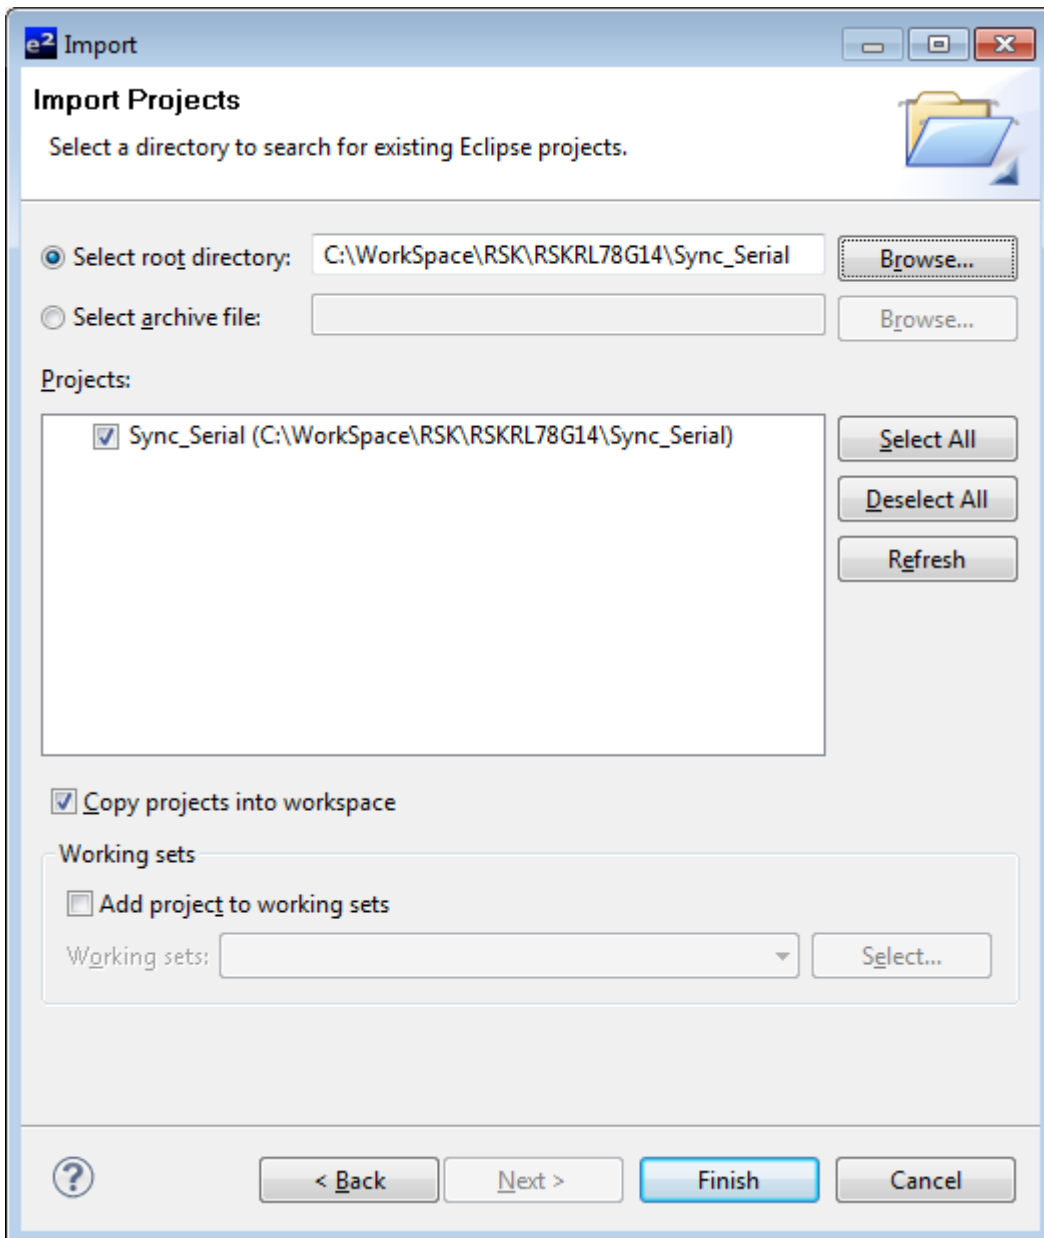 e² Import
Import Projects
Select a directory to search for existing Eclipse projects.
Select root directory: C:\WorkSpace\RSK\RSKRL78G14\Sync_Serial Browse...
Select archive file: Browse...
Projects:
Sync_Serial (C:\WorkSpace\RSK\RSKRL78G14\Sync_Serial)
Select All
Deselect All
Refresh
Copy projects into workspace
Working sets
Add project to working sets
Working sets: Select...
? < Back Next > Finish Cancel